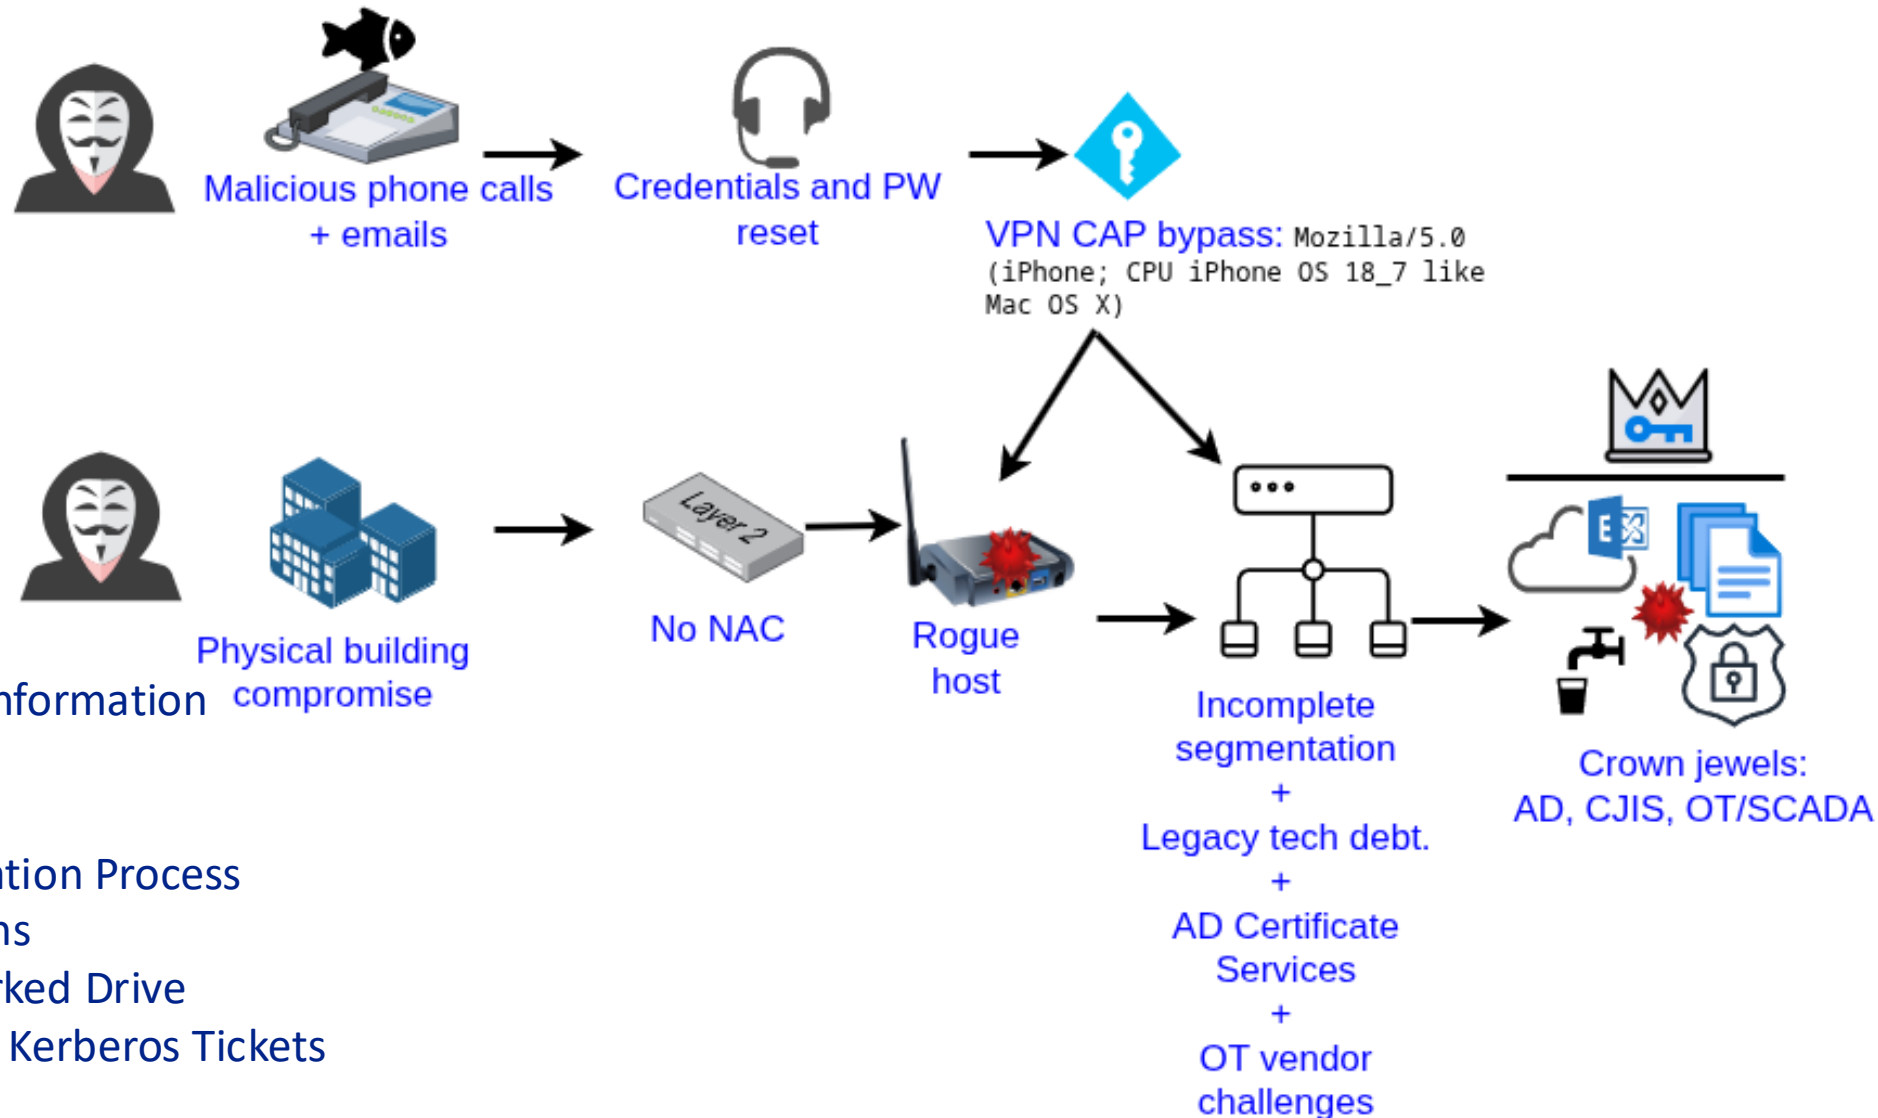 Malicious phone calls
+ emails
Credentials and PW
reset
VPN CAP bypass: Mozilla/5.0
(iPhone; CPU iPhone OS 18_7 like
Mac OS X)
Layer 2
E
Physical building
compromise
No NAC
Rogue
host
Incomplete
segmentation
+
Legacy tech debt.
+
AD Certificate
Services
+
OT vendor
challenges
Crown jewels:
AD, CJIS, OT/SCADA
nformation
ation Process
ns
rked Drive
Kerberos Tickets